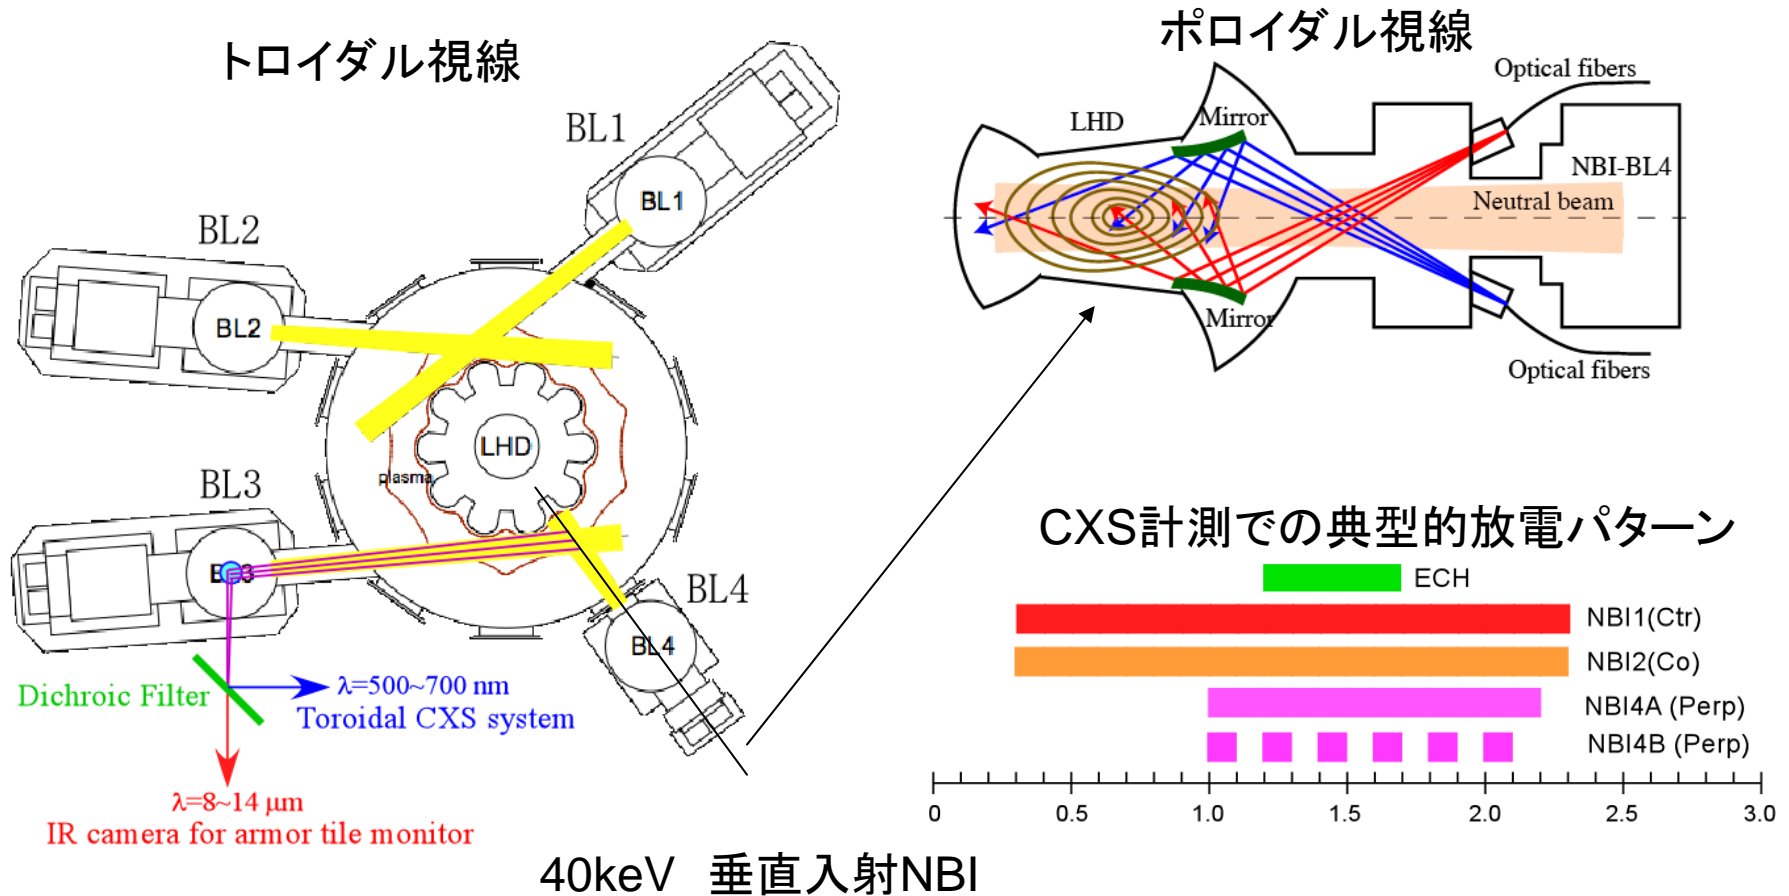 トロイダル視線
ポロイダル視線
BL1
BL1
BL2
BL2
LHD
plasma
BL3
BL3
BL4
BL4
Dichroic Filter
λ=500~700 nm
Toroidal CXS system
λ=8~14 μm
IR camera for armor tile monitor
40keV 垂直入射NBI
Optical fibers
LHD
Mirror
NBI-BL4
Neutral beam
Mirror
Optical fibers
CXS計測での典型的放電パターン
ECH
NBI1(Ctr)
NBI2(Co)
NBI4A (Perp)
NBI4B (Perp)
0 0.5 1.0 1.5 2.0 2.5 3.0